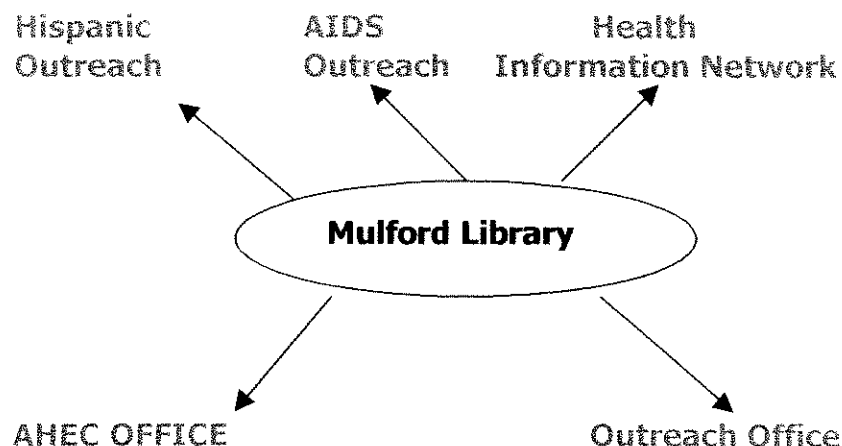 Hispanic
Outreach
AIDS
Outreach
Health
Information Network
Mulford Library
AHEC OFFICE
Outreach Office